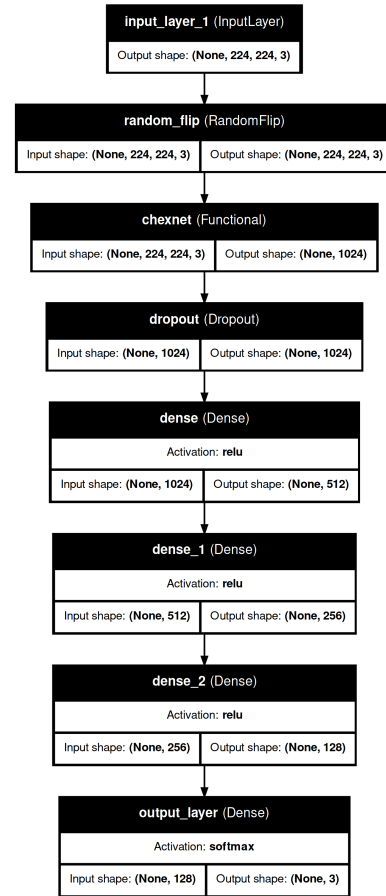 input_layer_1 (InputLayer)
Output shape: (None, 224, 224, 3)
random_flip (RandomFlip)
Input shape: (None, 224, 224, 3) Output shape: (None, 224, 224, 3)
chexnet (Functional)
Input shape: (None, 224, 224, 3) Output shape: (None, 1024)
dropout (Dropout)
Input shape: (None, 1024) Output shape: (None, 1024)
dense (Dense)
Activation: relu
Input shape: (None, 1024) Output shape: (None, 512)
dense_1 (Dense)
Activation: relu
Input shape: (None, 512) Output shape: (None, 256)
dense_2 (Dense)
Activation: relu
Input shape: (None, 256) Output shape: (None, 128)
output_layer (Dense)
Activation: softmax
Input shape: (None, 128) Output shape: (None, 3)